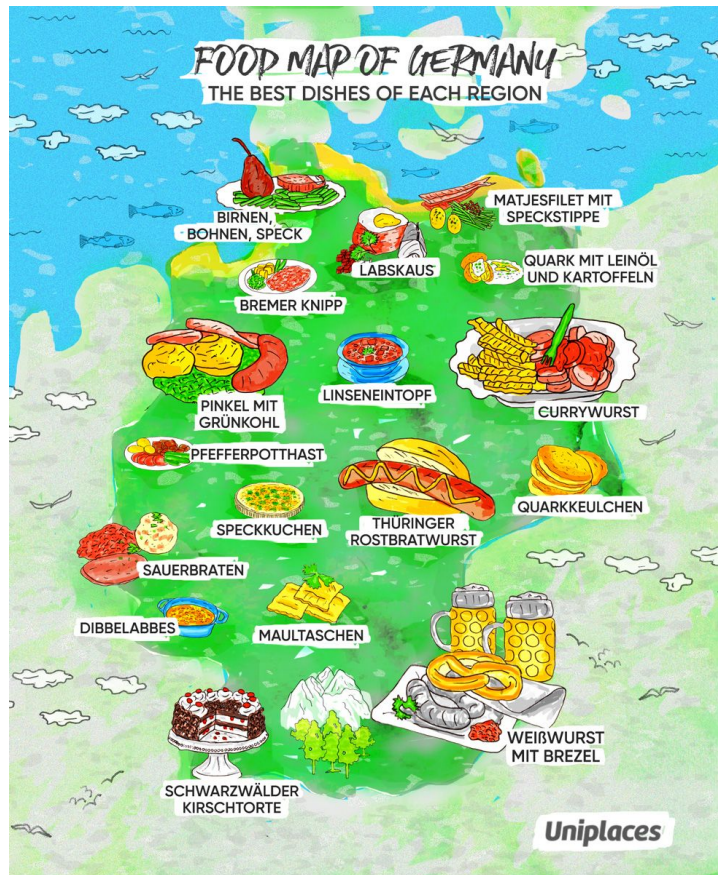 FOOD MAP OF GERMANY
THE BEST DISHES OF EACH REGION
BIRNEN,
BOHNEN, SPECK
MATJESFILET MIT
SPECKSTIPPE
LABSKAUS
QUARK MIT LEINÖL
UND KARTOFFELN
BREMER KNIPP
PINKEL MIT
GRÜNKOHL
LINSENEINTOPF
CURRYWURST
PFEFFERPOTTHAST
SPECKKUCHEN
THÜRINGER
ROSTBRATWURST
QUARKKEULCHEN
SAUERBRATEN
DIBBELABBES
MAULTASCHEN
WEIßWURST
MIT BREZEL
SCHWARZWÄLDER
KIRSCHTORTE
Uniplaces